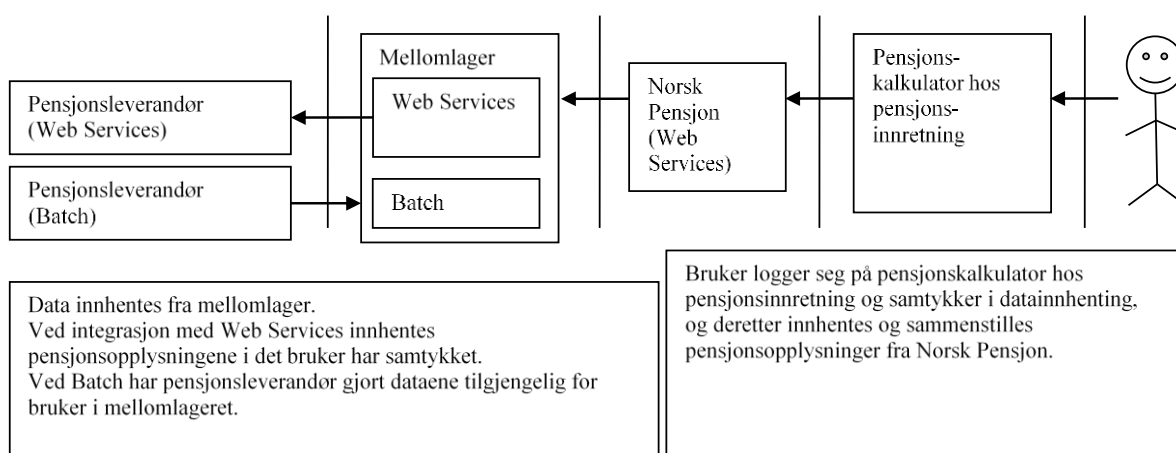 Mellomlager
Web Services
Batch
Pensjonsleverandør
(Web Services)
Pensjonsleverandør
(Batch)
Norsk
Pensjon
(Web
Services)
Pensjons-
kalkulator hos
pensjons-
innretning
Data innhentes fra mellomlager.
Ved integrasjon med Web Services innhentes
pensjonsopplysningene i det bruker har samtykket.
Ved Batch har pensjonsleverandør gjort dataene tilgjengelig for
bruker i mellomlageret.
Bruker logger seg på pensjonskalkulator hos
pensjonsinnretning og samtykker i datainnhenting,
og deretter innhentes og sammenstilles
pensjonsopplysninger fra Norsk Pensjon.